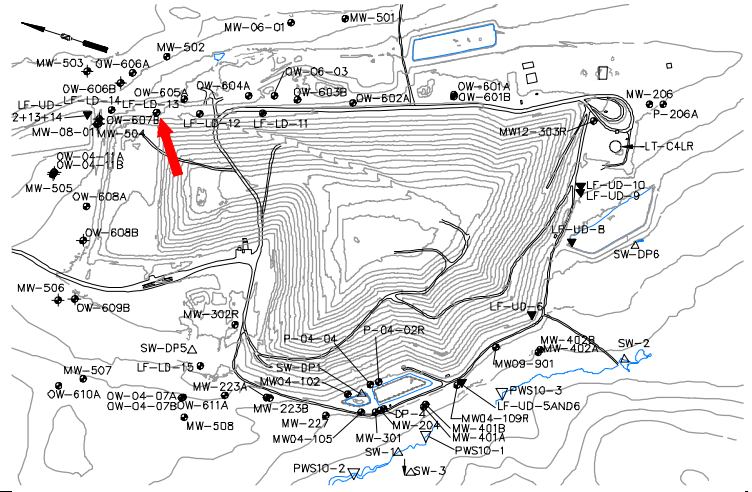 MW-501
MW-06-01
MW-502
MW-503
OW-606A
OW-606B
OW-605A
OW-604A
OW-06-03
OW-603B
OW-602A
OW-601A
OW-601B
MW-206
P-206A
LF-UD-
2+13+14
LF-LD-14
LF-LD-13
OW-607B
LF-LD-12
LF-LD-11
MW-08-01
MW-504
MW12-303R
LT-C4LR
OW-04-11A
OW-04-11B
MW-505
OW-608A
LF-UD-10
LF-UD-9
OW-608B
LF-UD-8
SW-DP6
MW-506
OW-609B
MW-302R
LF-UD-6
P-04-04
P-04-02R
MW-402B
MW-402A
SW-2
SW-DP5
MW09-901
LF-LD-15
SW-DP1
MW-507
MW-223A
MW04-102
PWS10-3
OW-610A
OW-04-07A
OW-04-07B
OW-611A
MW-223B
LF-UD-5AND6
MW-508
MW-227
DP-4
MW04-109R
MW-204
MW-401B
MW-401A
MW04-105
MW-301
PWS10-1
SW-1
PWS10-2
SW-3